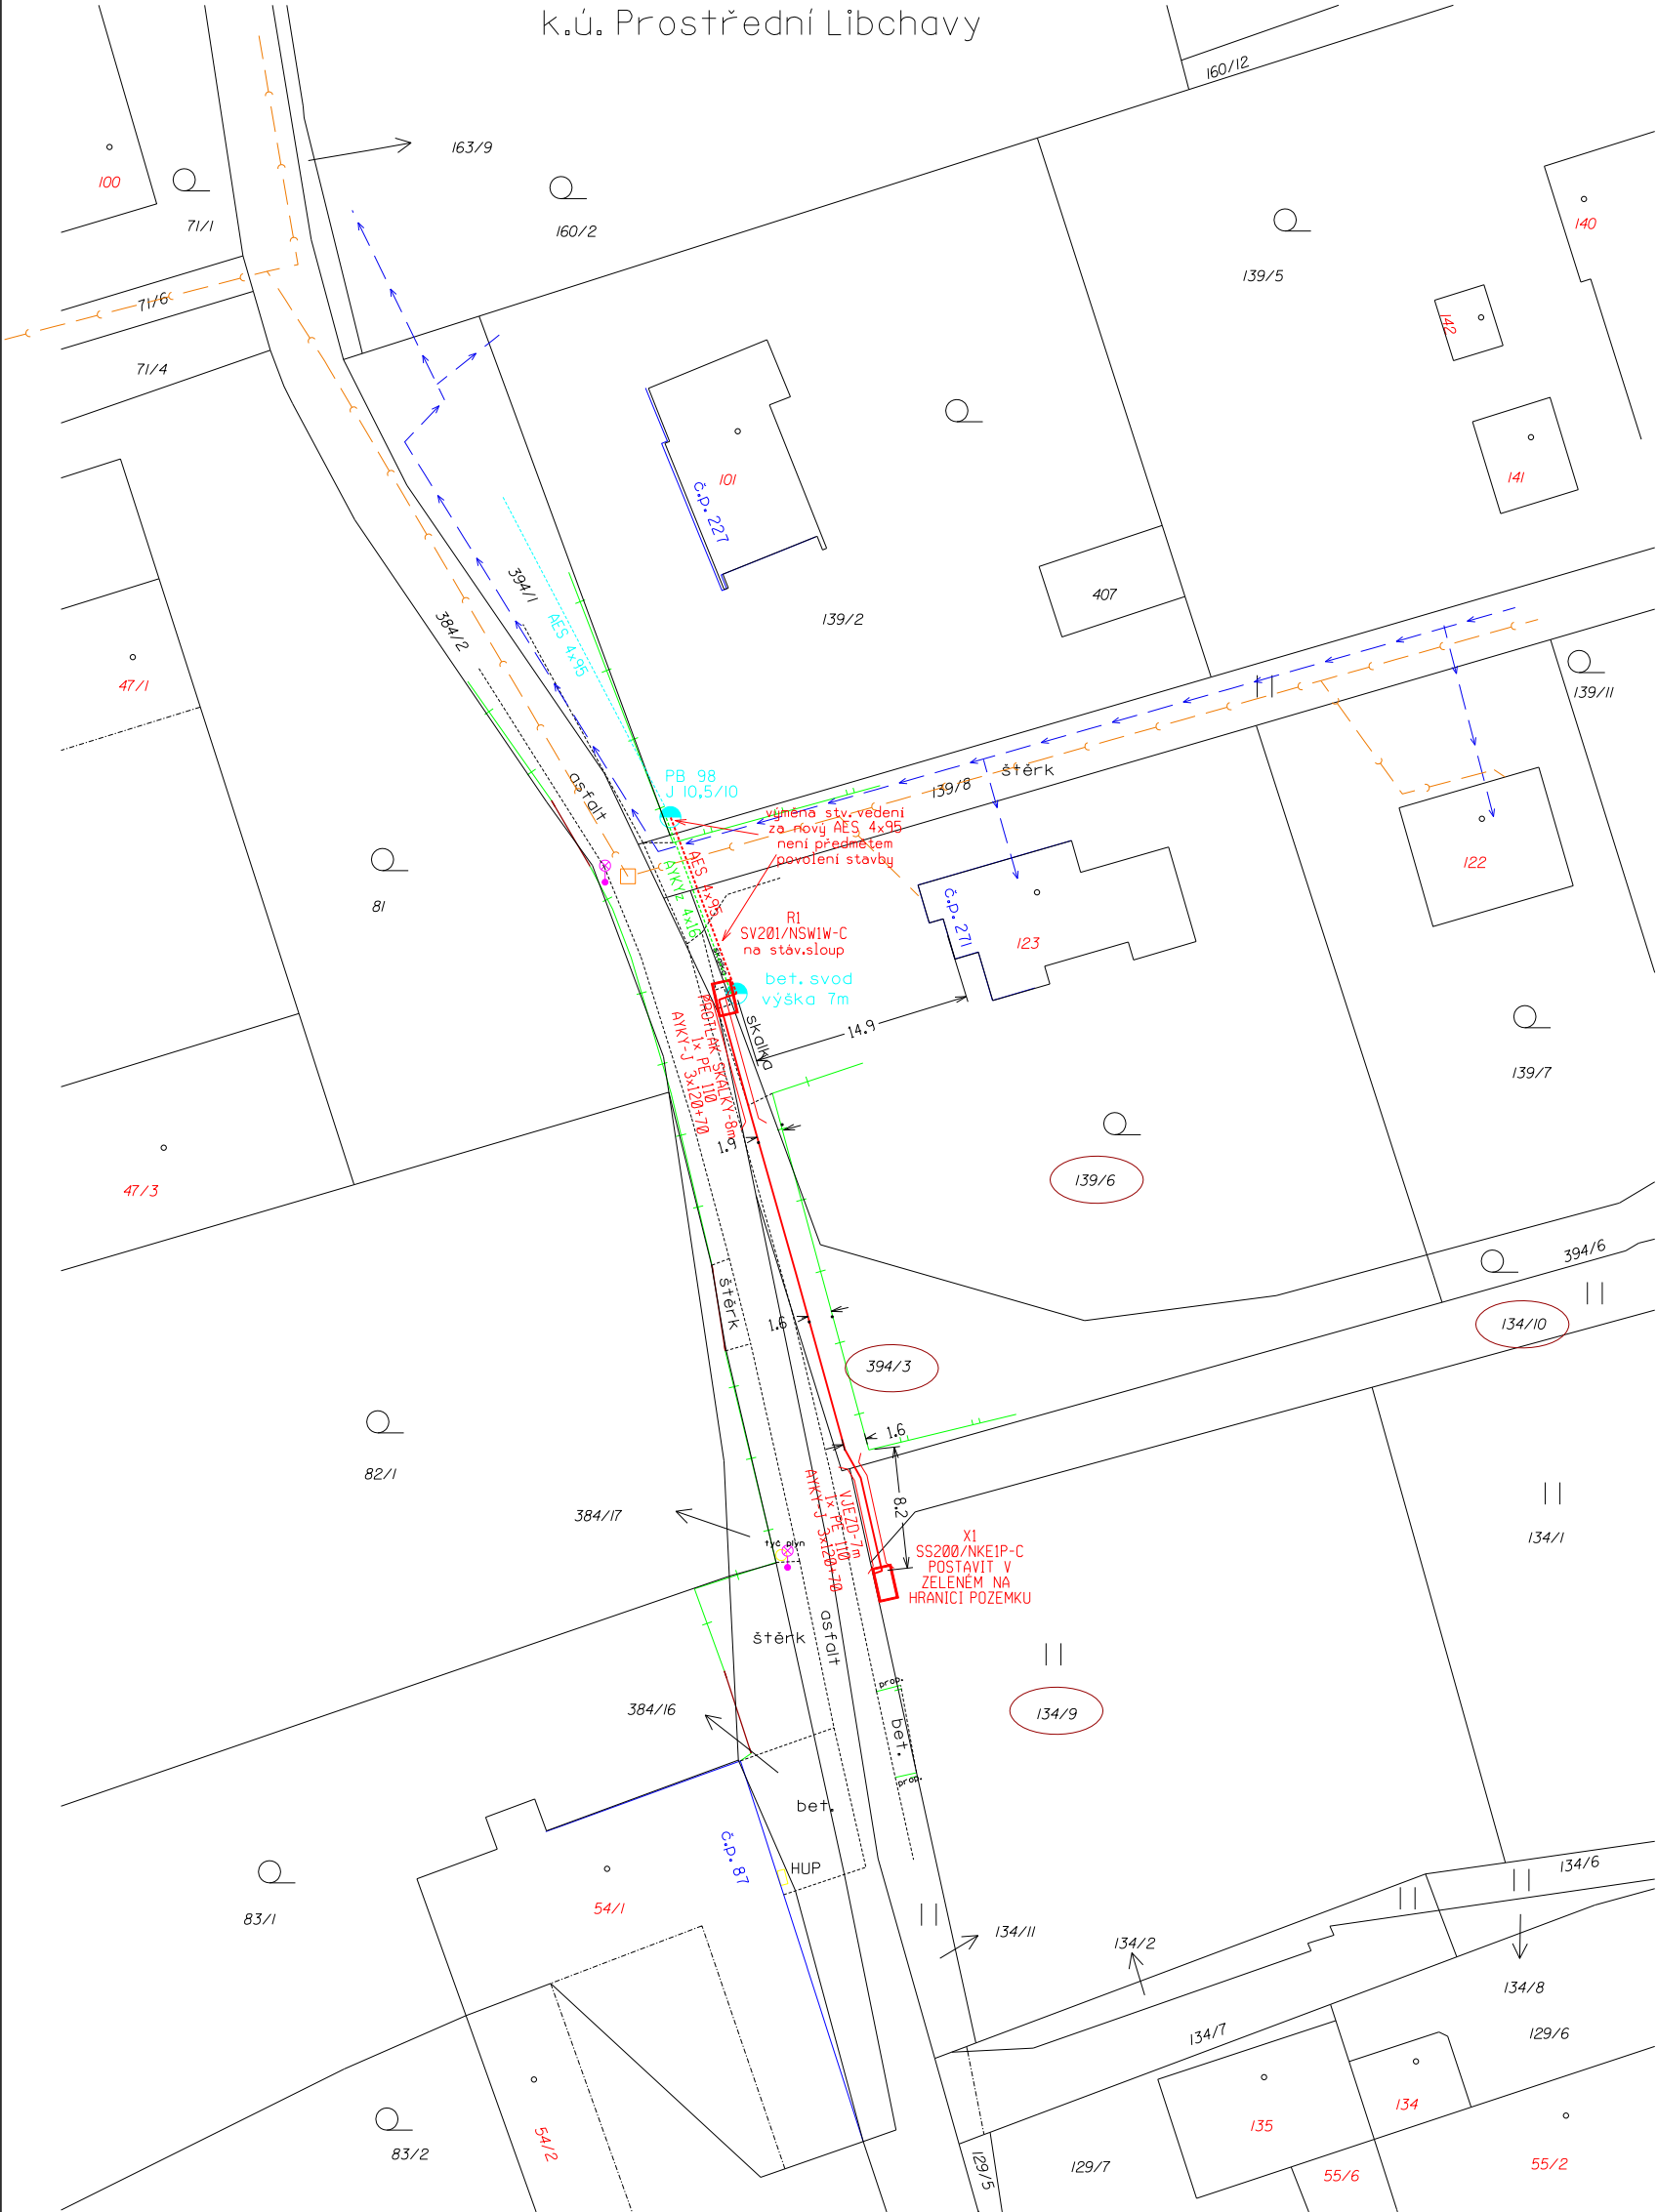 k.ú. Prostřední Libchavy
160/12
163/9
100
71/1
160/2
140
139/5
71/6
142
71/4
101
141
č.p. 227
394/1
407
139/2
384/2
AES 4x95
47/1
139/11
PB 98
J 10,5/10
asfalt
139/8
štěrk
výměna stv. vedení
za nový AES 4x95
není předmětem
povolení stavby
AES 4x95
AYKYz 4x16
122
81
č.p. 271
R1
SV201/NSW1W-C
na stáv.sloup
123
bet. svod
výška 7m
skalka
14.9
PROTLAK SKALKY-8m
1x PE 110
AYKY-J 3x120+70
139/7
1.9
139/6
47/3
394/6
štěrk
1.6
134/10
394/3
1.6
82/1
8.2
VJEZD-7m
1x PE 110
AYKY-J 3x120+70
384/17
tyč plyn
134/1
X1
SS200/NKE1P-C
POSTAVIT V
ZELENÉM NA
HRANICI POZEMKU
asfalt
štěrk
prop.
384/16
134/9
bet.
prop.
bet.
č.p. 87
HUP
134/6
54/1
83/1
134/11
134/2
134/8
134/7
129/6
134
135
54/2
83/2
129/5
129/7
55/6
55/2